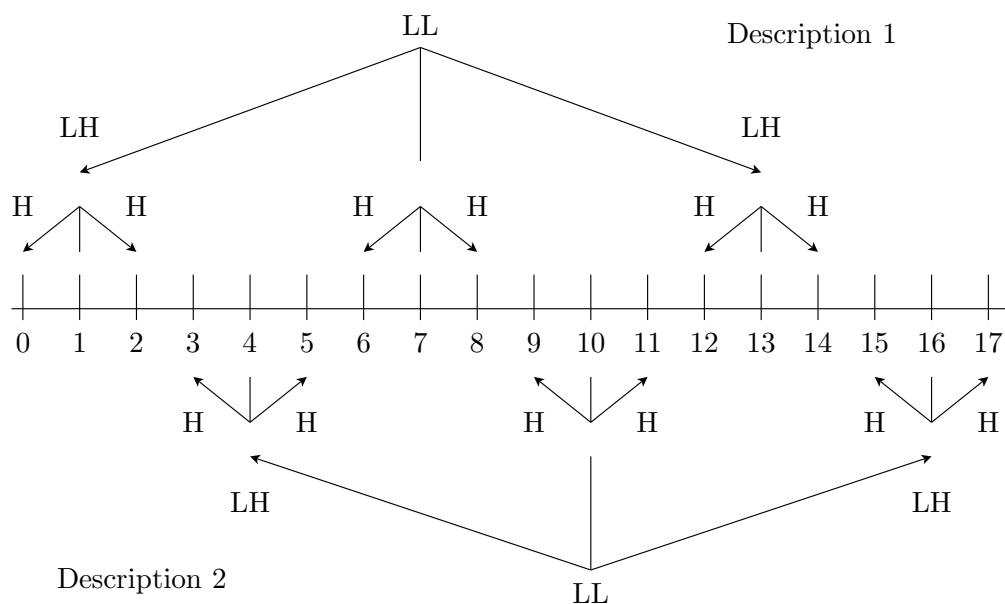 LL
Description 1
LH LH
H H H H H H
0 1 2 3 4 5 6 7 8 9 10 11 12 13 14 15 16 17
H H H H H H
LH LH
Description 2
LL